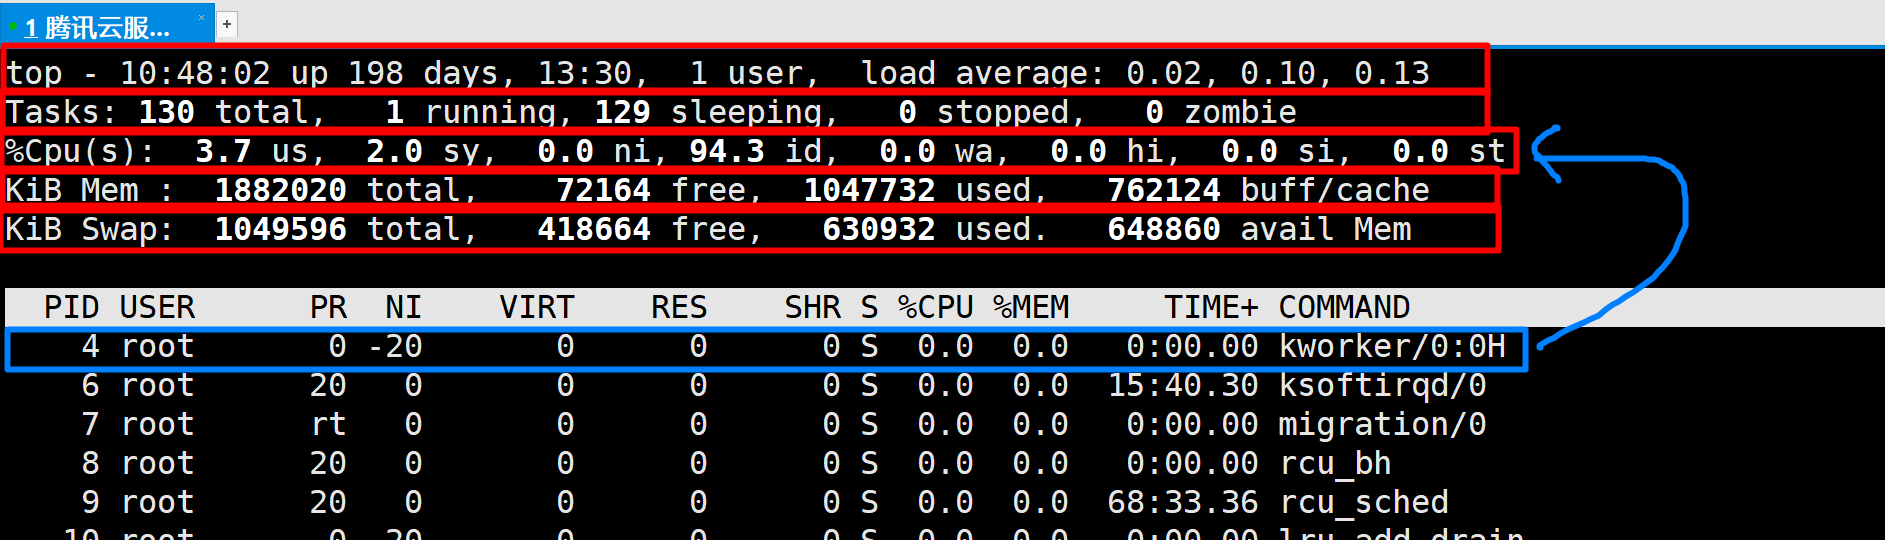 1 腾讯云服... × +
top - 10:48:02 up 198 days, 13:30,  1 user,  load average: 0.02, 0.10, 0.13
Tasks: 130 total,   1 running, 129 sleeping,   0 stopped,   0 zombie
%Cpu(s):  3.7 us,  2.0 sy,  0.0 ni, 94.3 id,  0.0 wa,  0.0 hi,  0.0 si,  0.0 st
KiB Mem :  1882020 total,    72164 free,  1047732 used,   762124 buff/cache
KiB Swap:  1049596 total,   418664 free,   630932 used.   648860 avail Mem
PID USER      PR  NI    VIRT    RES    SHR S %CPU %MEM     TIME+ COMMAND
4 root       0 -20       0      0      0 S  0.0  0.0   0:00.00 kworker/0:0H
6 root      20   0       0      0      0 S  0.0  0.0  15:40.30 ksoftirqd/0
7 root      rt   0       0      0      0 S  0.0  0.0   0:00.00 migration/0
8 root      20   0       0      0      0 S  0.0  0.0   0:00.00 rcu_bh
9 root      20   0       0      0      0 S  0.0  0.0  68:33.36 rcu_sched
10 root       0 -20       0      0      0 S  0.0  0.0   0:00.00 lru_add_drain